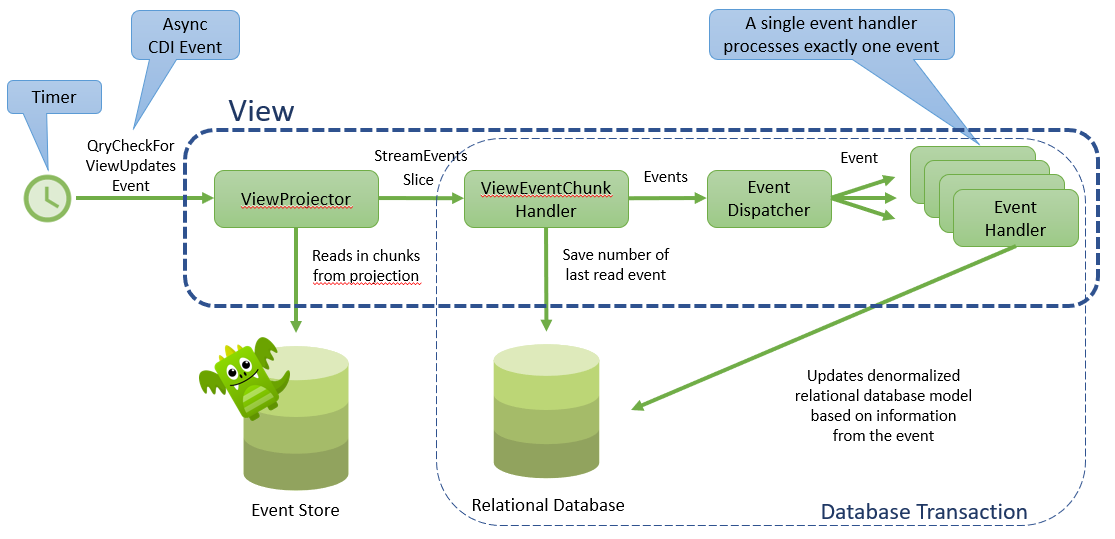 Async
CDI Event
A single event handler
processes exactly one event
Timer
View
QryCheckFor
ViewUpdates
Event
StreamEvents
Slice
Events
Event
ViewProjector
ViewEventChunk
Handler
Event
Dispatcher
Event
Handler
Reads in chunks
from projection
Save number of
last read event
Updates denormalized
relational database model
based on information
from the event
Event Store
Relational Database
Database Transaction